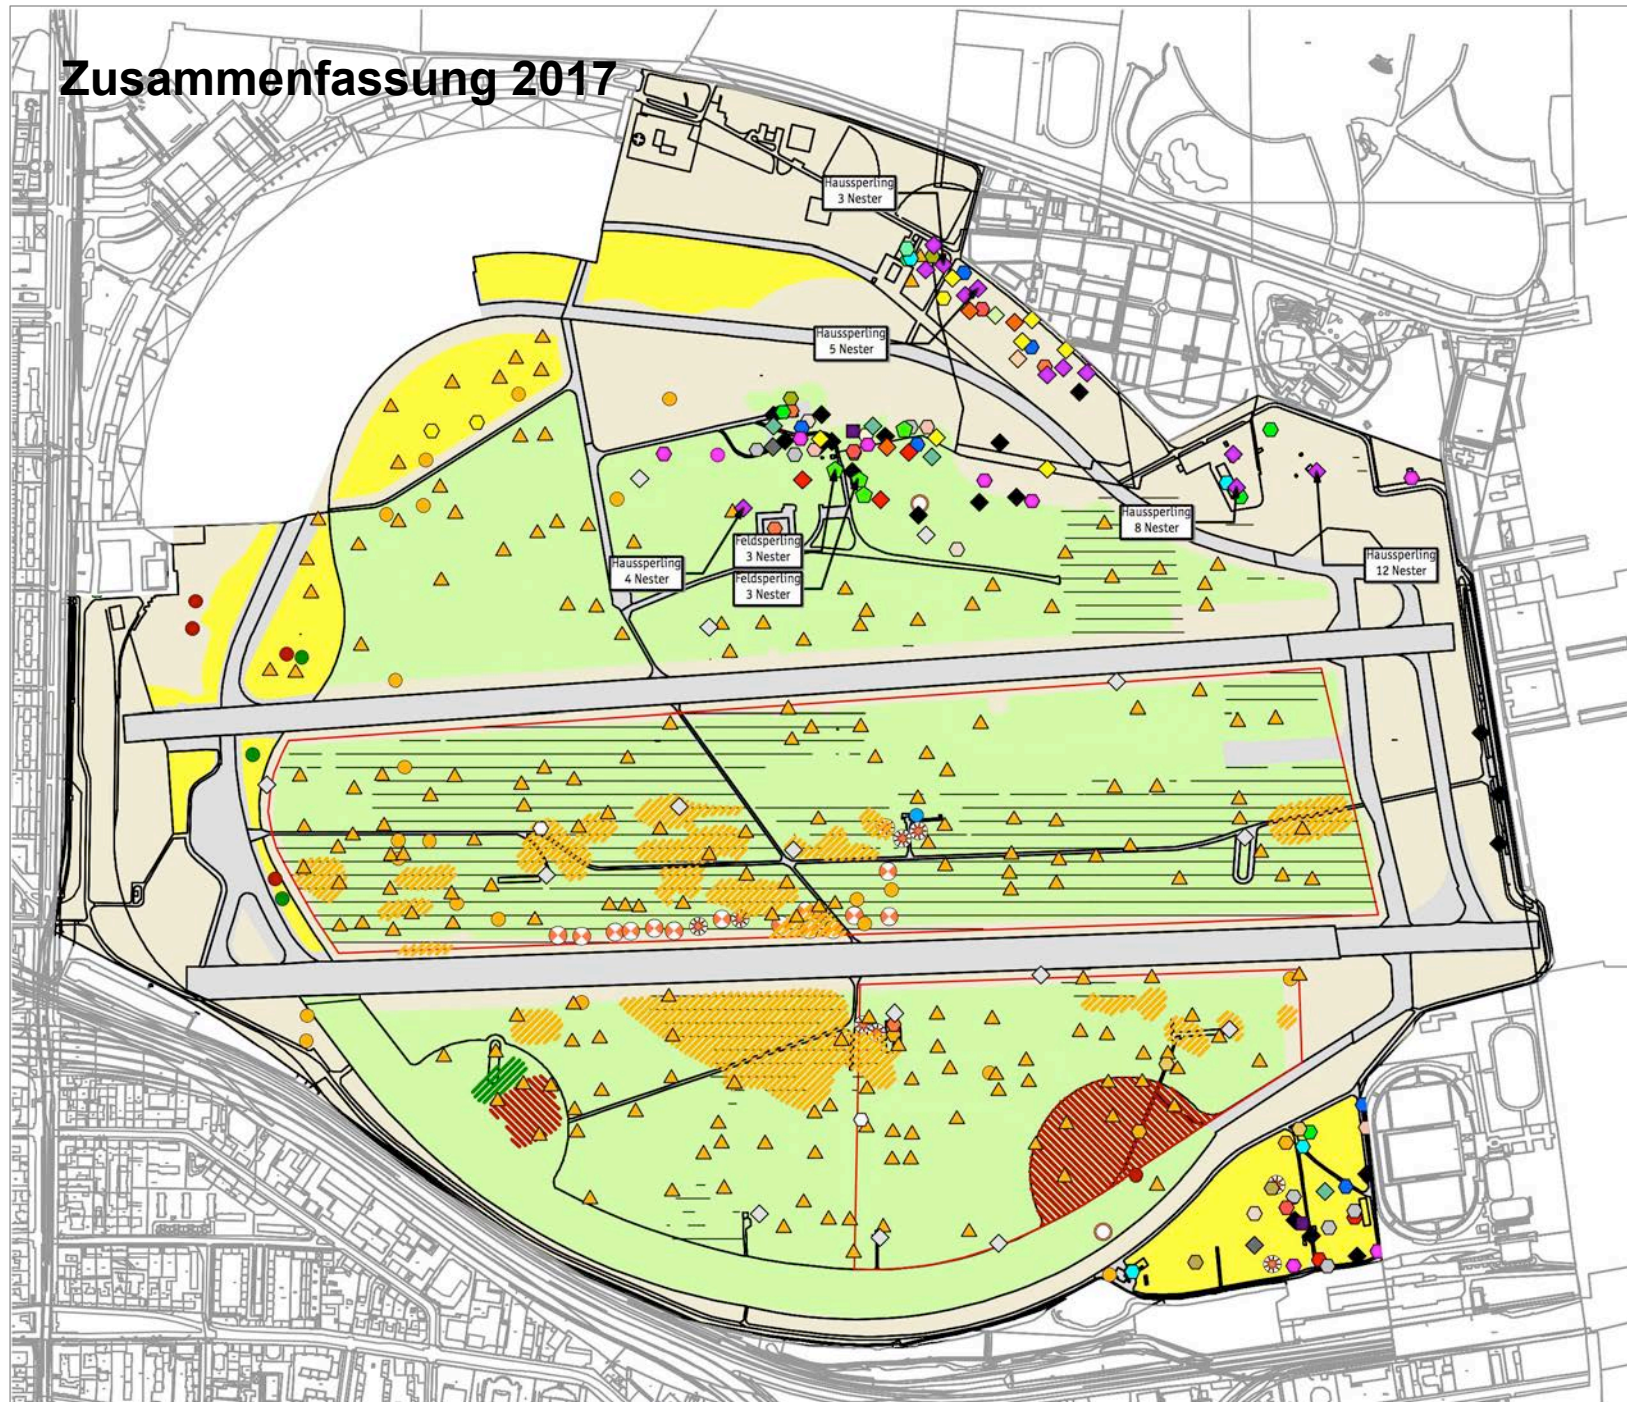 Zusammenfassung 2017
Haussperling
3 Nester
Haussperling
5 Nester
Haussperling
8 Nester
Haussperling
12 Nester
Feldsperling
3 Nester
Haussperling
4 Nester
Feldsperling
3 Nester